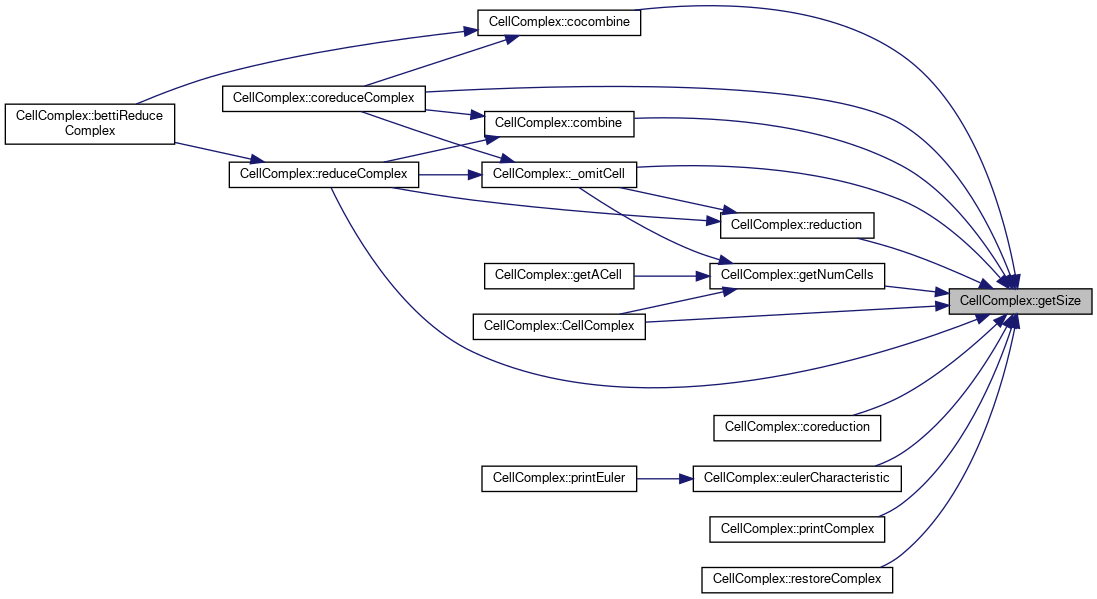 CellComplex::cocombine
CellComplex::coreduceComplex
CellComplex::bettiReduce
Complex
CellComplex::combine
CellComplex::reduceComplex
CellComplex::_omitCell
CellComplex::reduction
CellComplex::getACell
CellComplex::getNumCells
CellComplex::getSize
CellComplex::CellComplex
CellComplex::coreduction
CellComplex::printEuler
CellComplex::eulerCharacteristic
CellComplex::printComplex
CellComplex::restoreComplex